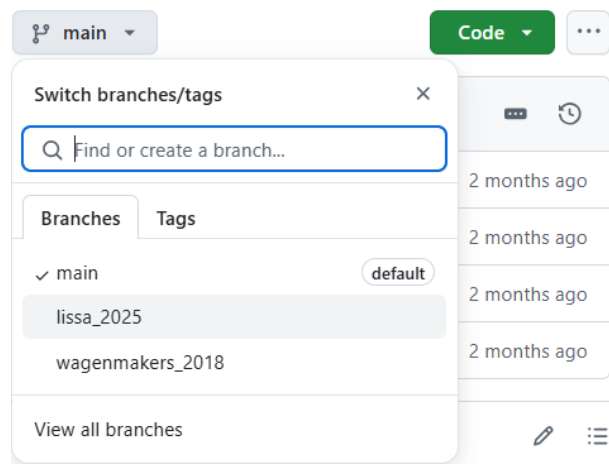 main
Code
Switch branches/tags
Find or create a branch...
2 months ago
Branches
Tags
2 months ago
main
default
2 months ago
lissa_2025
2 months ago
wagenmakers_2018
View all branches